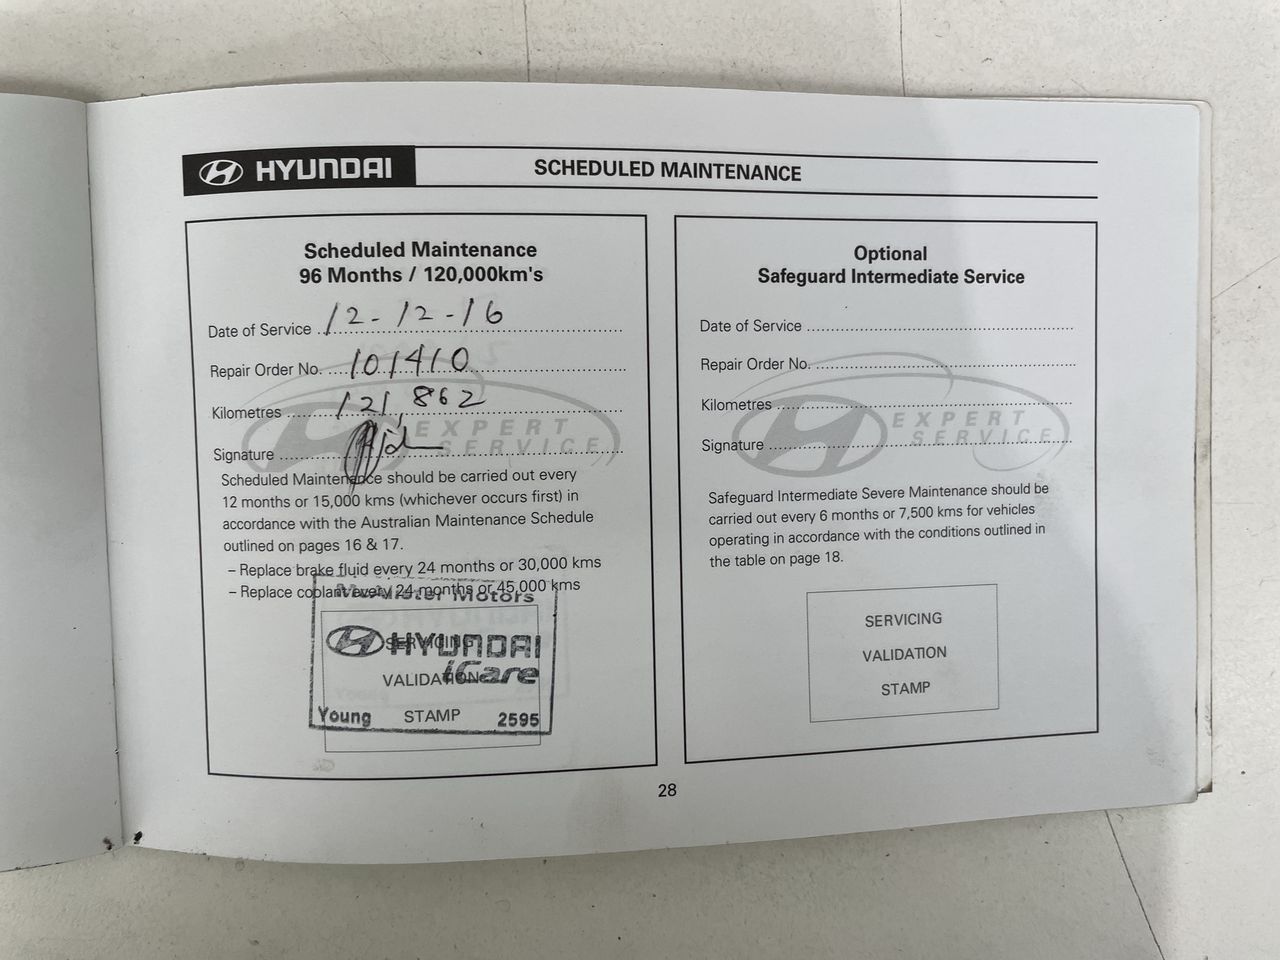 HYUNDAI SCHEDULED MAINTENANCE
Scheduled Maintenance
96 Months / 120,000km's
Date of Service 12-12-16
Repair Order No. 101410
Kilometres 121,862
EXPERT
SERVICE
Signature
Scheduled Maintenance should be carried out every
12 months or 15,000 kms (whichever occurs first) in
accordance with the Australian Maintenance Schedule
outlined on pages 16 & 17.
– Replace brake fluid every 24 months or 30,000 kms
– Replace coolant every 24 months or 45,000 kms
Motors
HYUNDAI
iCare
Young 2595
SERVICING
VALIDATION
STAMP
Optional
Safeguard Intermediate Service
Date of Service
Repair Order No.
Kilometres
EXPERT
SERVICE
Signature
Safeguard Intermediate Severe Maintenance should be
carried out every 6 months or 7,500 kms for vehicles
operating in accordance with the conditions outlined in
the table on page 18.
SERVICING
VALIDATION
STAMP
28